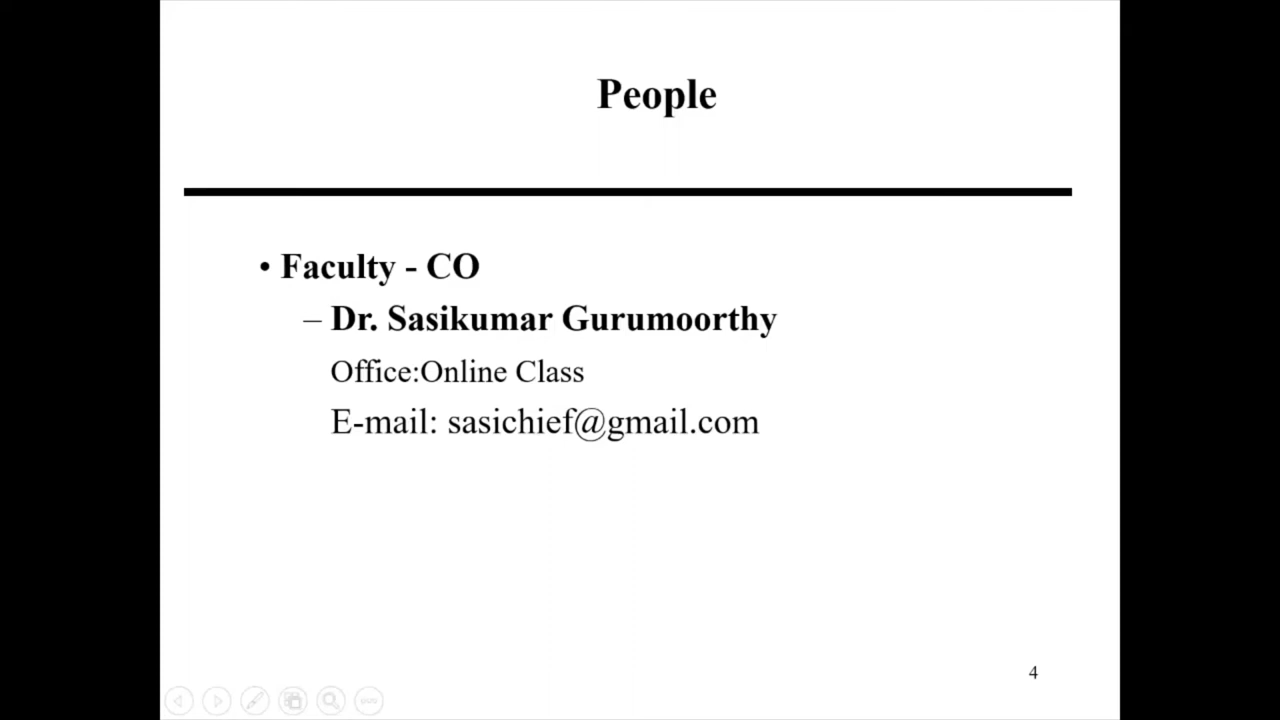 People
• Faculty - CO
– Dr. Sasikumar Gurumoorthy
Office:Online Class
E-mail: sasichief@gmail.com
4